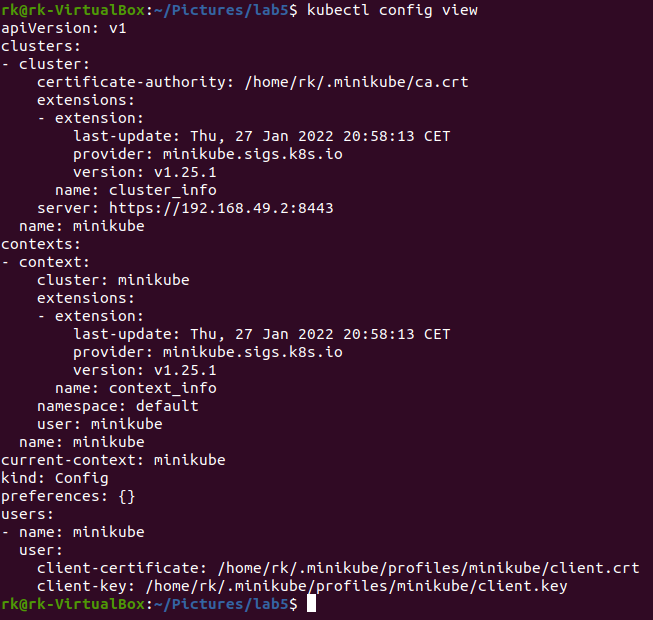 rk@rk-VirtualBox:~/Pictures/lab5$ kubectl config view
apiVersion: v1
clusters:
- cluster:
    certificate-authority: /home/rk/.minikube/ca.crt
    extensions:
    - extension:
        last-update: Thu, 27 Jan 2022 20:58:13 CET
        provider: minikube.sigs.k8s.io
        version: v1.25.1
      name: cluster_info
    server: https://192.168.49.2:8443
  name: minikube
contexts:
- context:
    cluster: minikube
    extensions:
    - extension:
        last-update: Thu, 27 Jan 2022 20:58:13 CET
        provider: minikube.sigs.k8s.io
        version: v1.25.1
      name: context_info
    namespace: default
    user: minikube
  name: minikube
current-context: minikube
kind: Config
preferences: {}
users:
- name: minikube
  user:
    client-certificate: /home/rk/.minikube/profiles/minikube/client.crt
    client-key: /home/rk/.minikube/profiles/minikube/client.key
rk@rk-VirtualBox:~/Pictures/lab5$